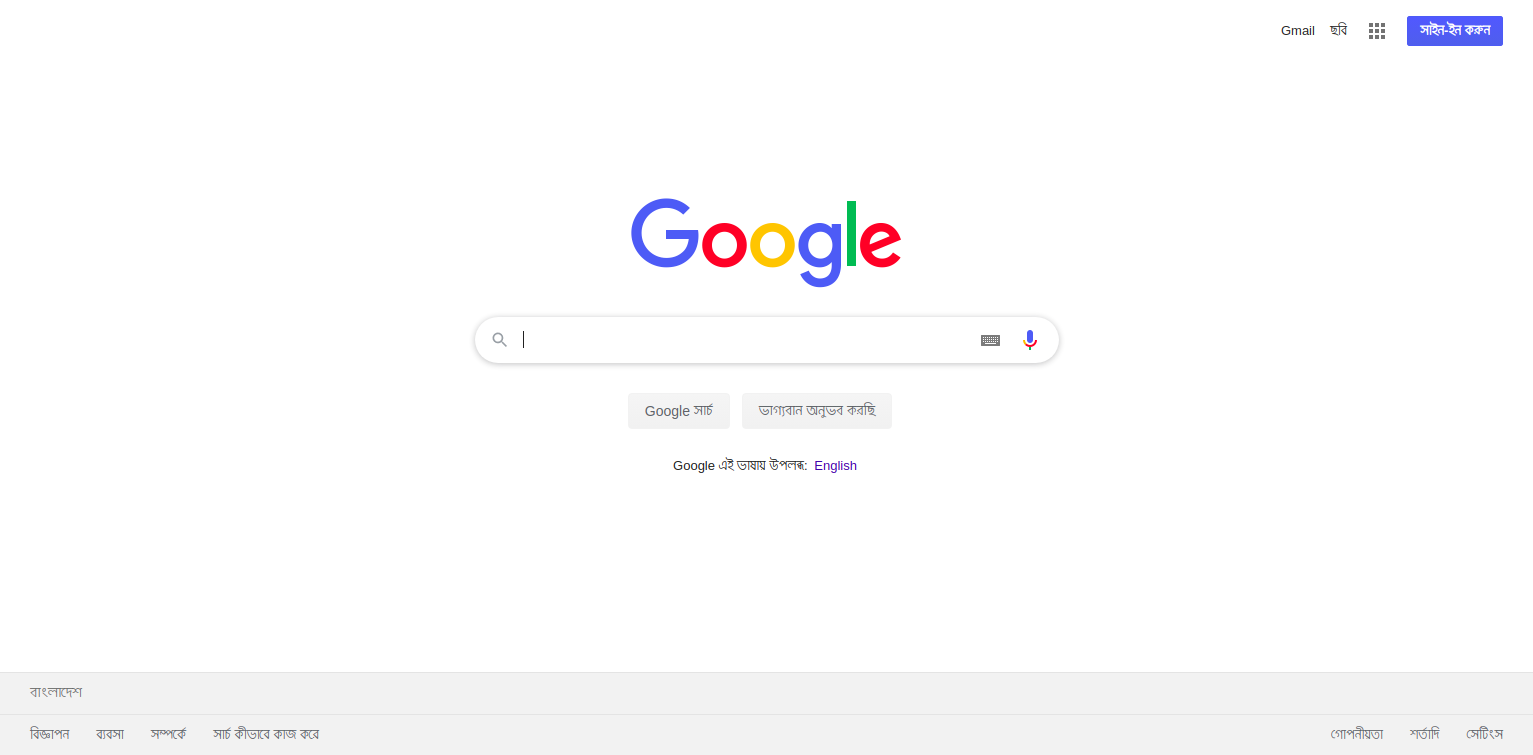 Gmail ছবি সাইন-ইন করুন
Google
Google সার্চ ভাগ্যবান অনুভব করছি
Google এই ভাষায় উপলব্ধ: English
বাংলাদেশ
বিজ্ঞাপন ব্যবসা সম্পর্কে সার্চ কীভাবে কাজ করে গোপনীয়তা শর্তাদি সেটিংস